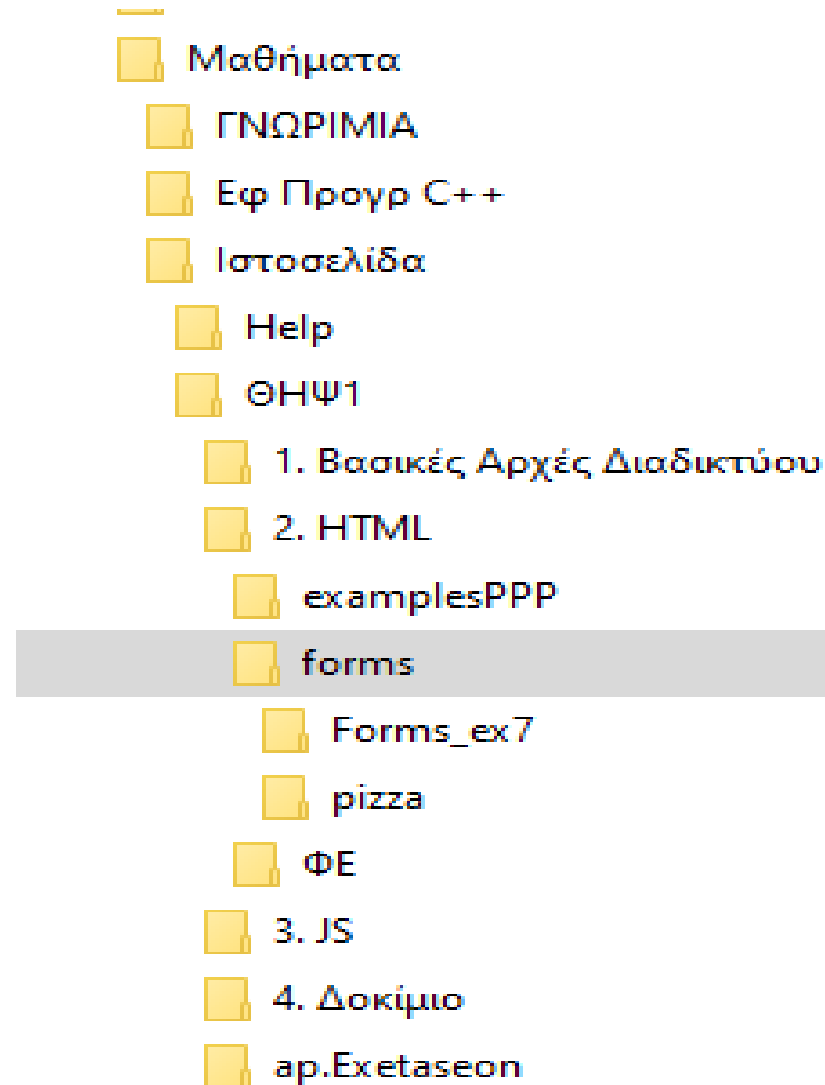 Μαθήματα
ΓΝΩΡΙΜΙΑ
Εφ Προγρ C++
Ιστοσελίδα
Help
ΘΗΨ1
1. Βασικές Αρχές Διαδικτύου
2. HTML
examplesPPP
forms
Forms_ex7
pizza
ΦΕ
3. JS
4. Δοκίμιο
ap.Exetaseon